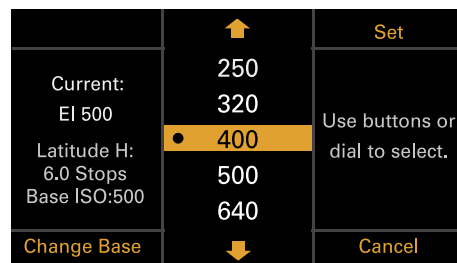 Set
Current:
EI 500
Latitude H:
6.0 Stops
Base ISO:500
250
320
400
500
640
Use buttons or
dial to select.
Change Base
Cancel